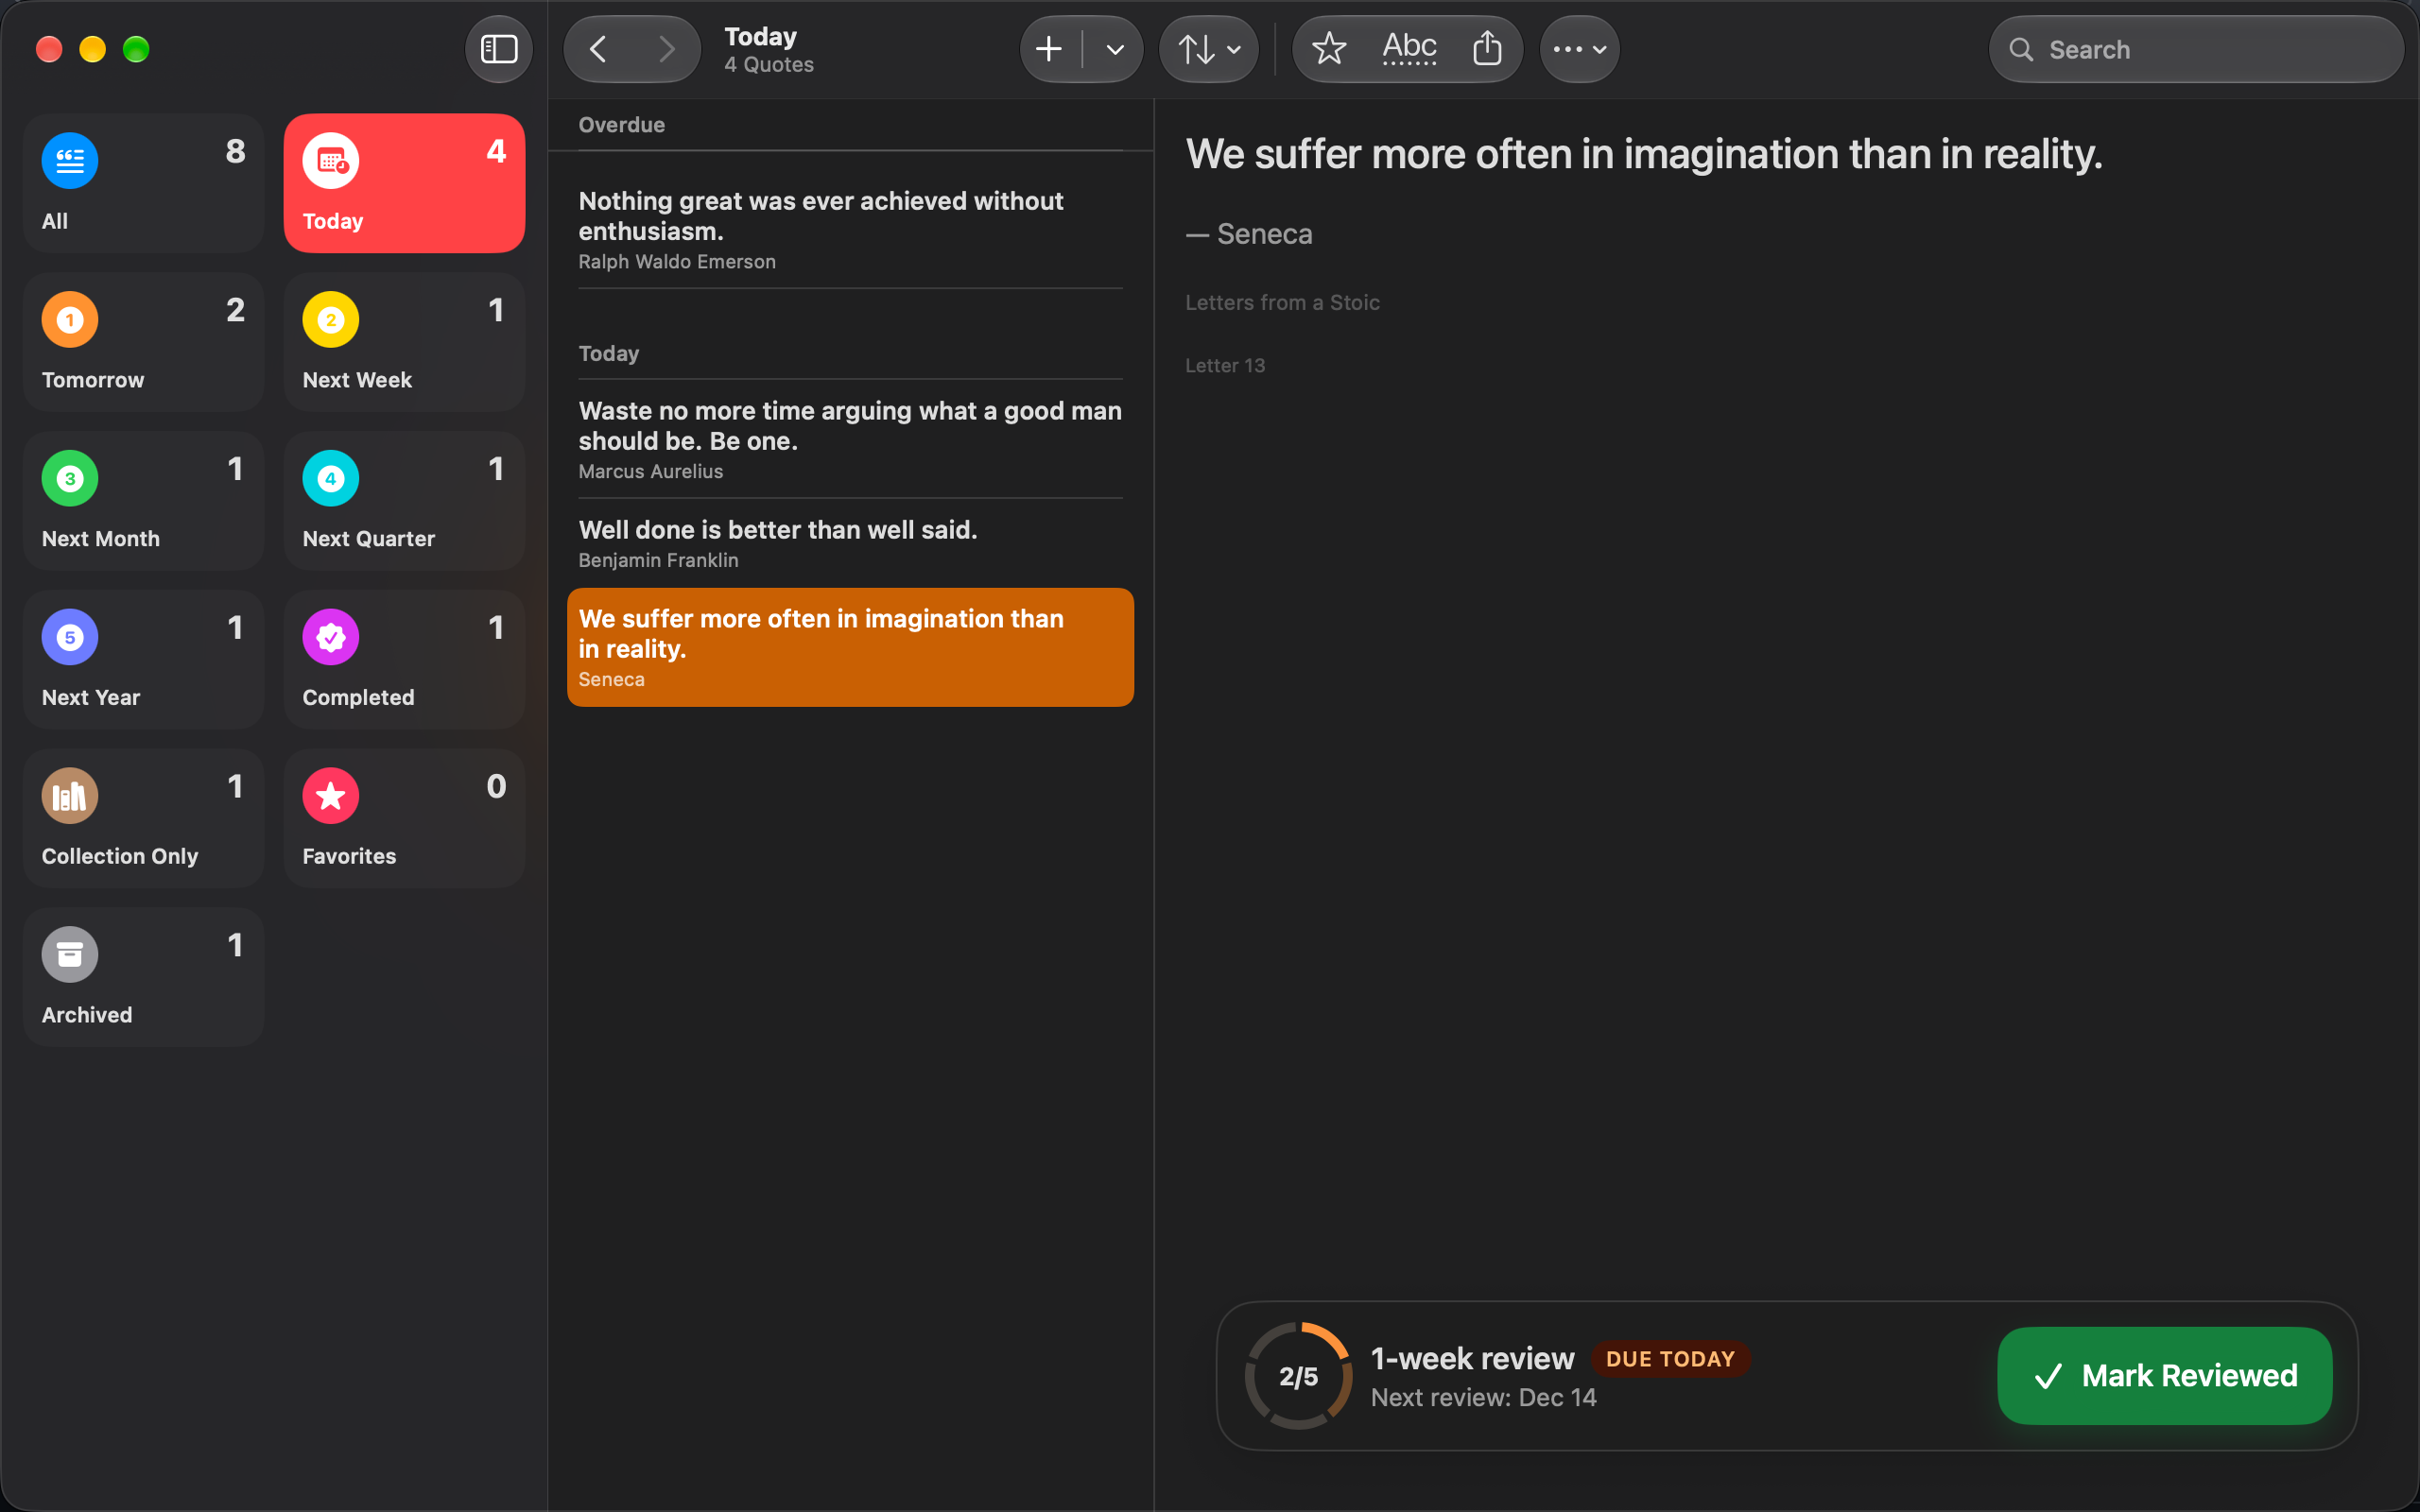 Today
4 Quotes
Abc
Search
8
All
4
Today
1
2
Tomorrow
2
1
Next Week
3
1
Next Month
4
1
Next Quarter
5
1
Next Year
1
Completed
1
Collection Only
0
Favorites
1
Archived
Overdue
Nothing great was ever achieved without
enthusiasm.
Ralph Waldo Emerson
Today
Waste no more time arguing what a good man
should be. Be one.
Marcus Aurelius
Well done is better than well said.
Benjamin Franklin
We suffer more often in imagination than
in reality.
Seneca
We suffer more often in imagination than in reality.
— Seneca
Letters from a Stoic
Letter 13
2/5
1-week review
DUE TODAY
Next review: Dec 14
Mark Reviewed